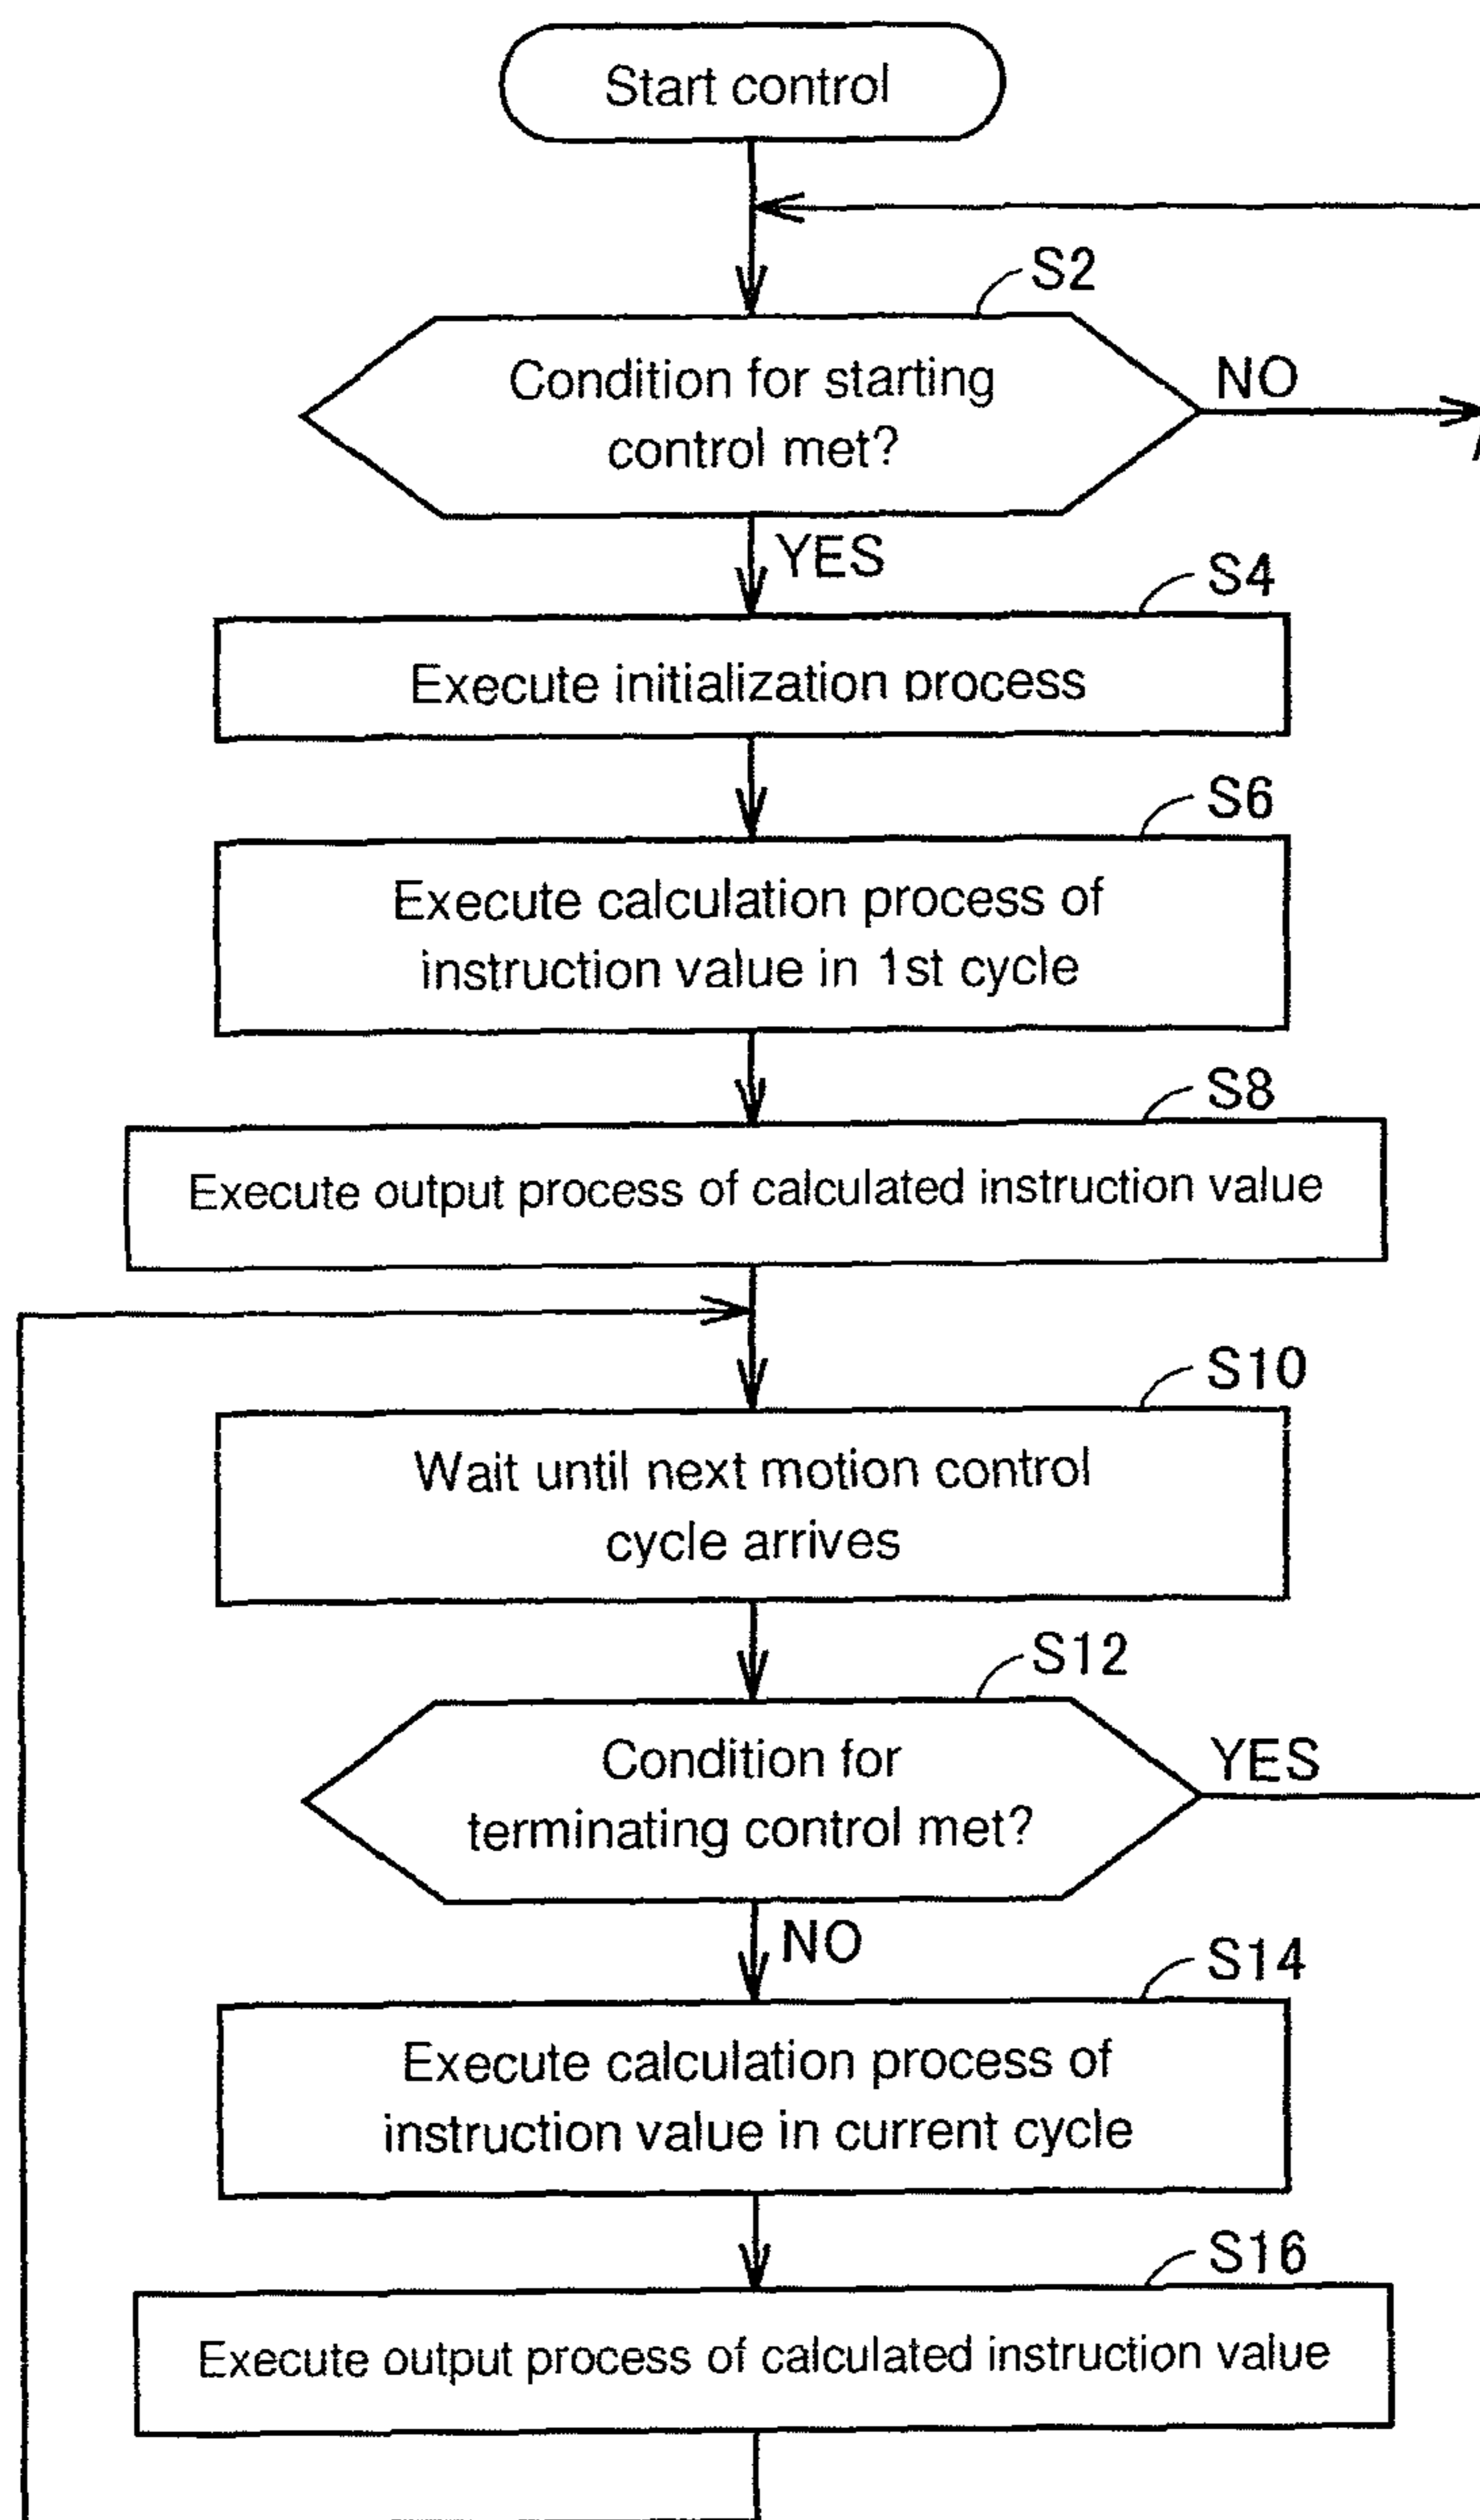 Start control
S2
Condition for starting
control met?
NO
YES
S4
Execute initialization process
S6
Execute calculation process of
instruction value in 1st cycle
S8
Execute output process of calculated instruction value
S10
Wait until next motion control
cycle arrives
S12
Condition for
terminating control met?
YES
NO
S14
Execute calculation process of
instruction value in current cycle
S16
Execute output process of calculated instruction value